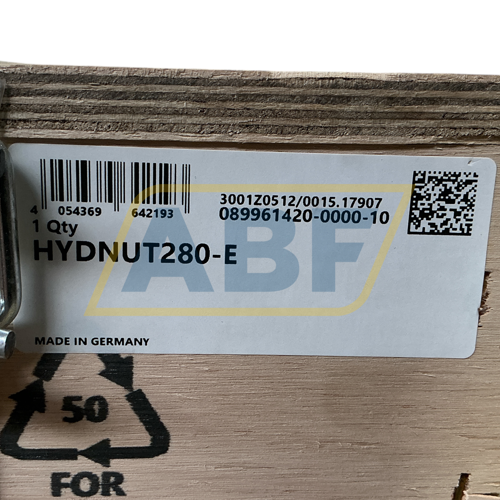 4 054369 642193
3001Z0512/0015.17907
089961420-0000-10
1 Qty
HYDNUT280-E
ABF
MADE IN GERMANY
50
FOR